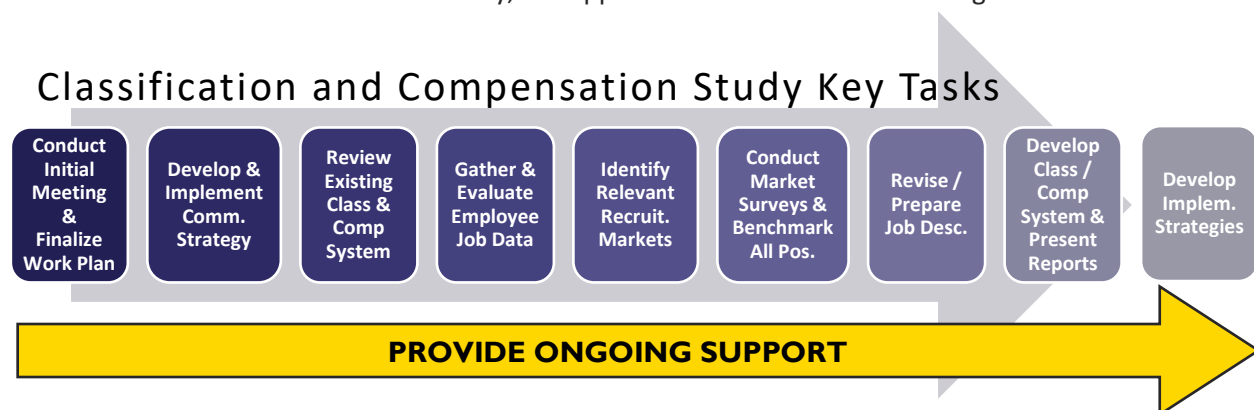 Classification and Compensation Study Key Tasks
Conduct
Initial
Meeting
&
Finalize
Work Plan
Develop &
Implement
Comm.
Strategy
Review
Existing
Class &
Comp
System
Gather &
Evaluate
Employee
Job Data
Identify
Relevant
Recruit.
Markets
Conduct
Market
Surveys &
Benchmark
All Pos.
Revise /
Prepare
Job Desc.
Develop
Class /
Comp
System &
Present
Reports
Develop
Implem.
Strategies
PROVIDE ONGOING SUPPORT